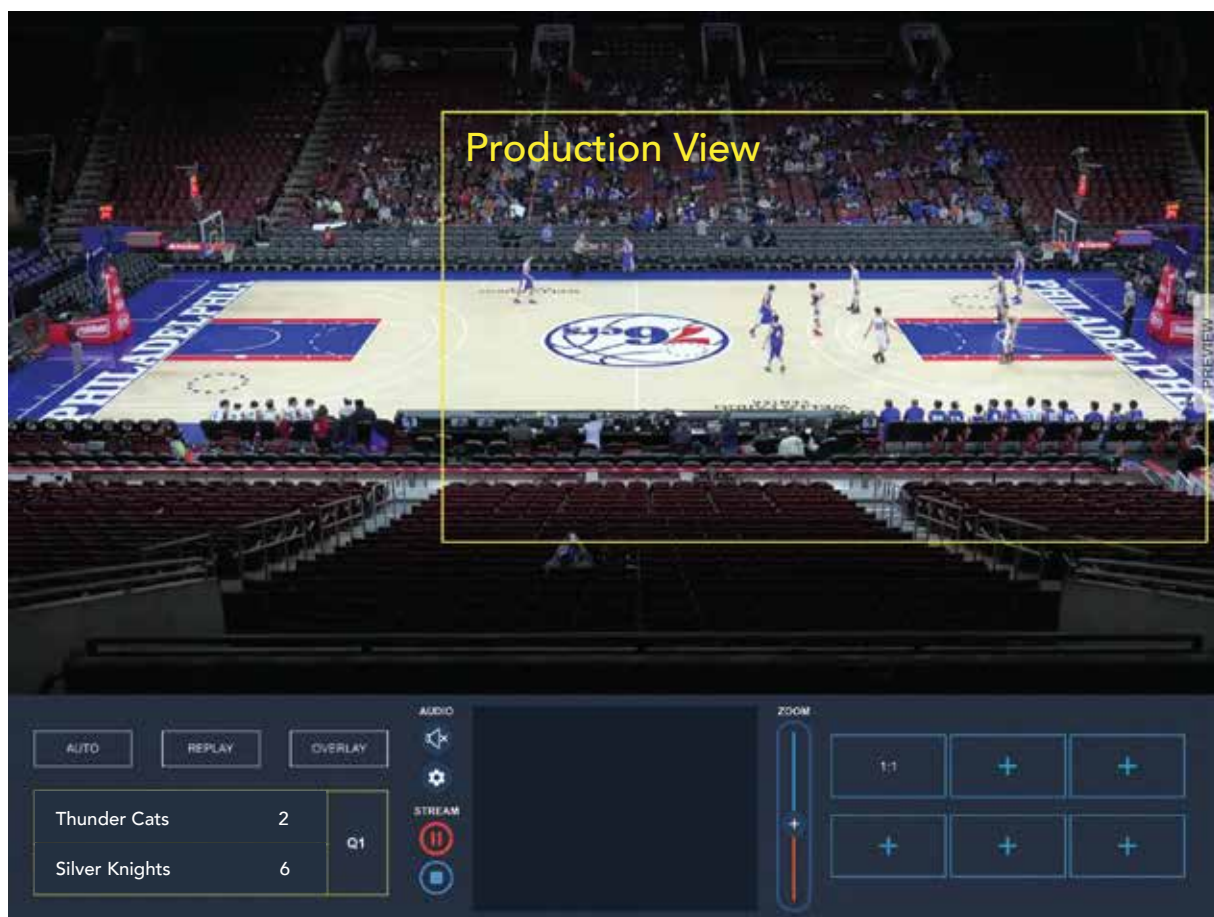 Production View
PHILADELPHIA
76ers
PHILADELPHIA
PREVIEW
AUTO
REPLAY
OVERLAY
Thunder Cats 2
Silver Knights 6
Q1
AUDIO
STREAM
ZOOM
1:1